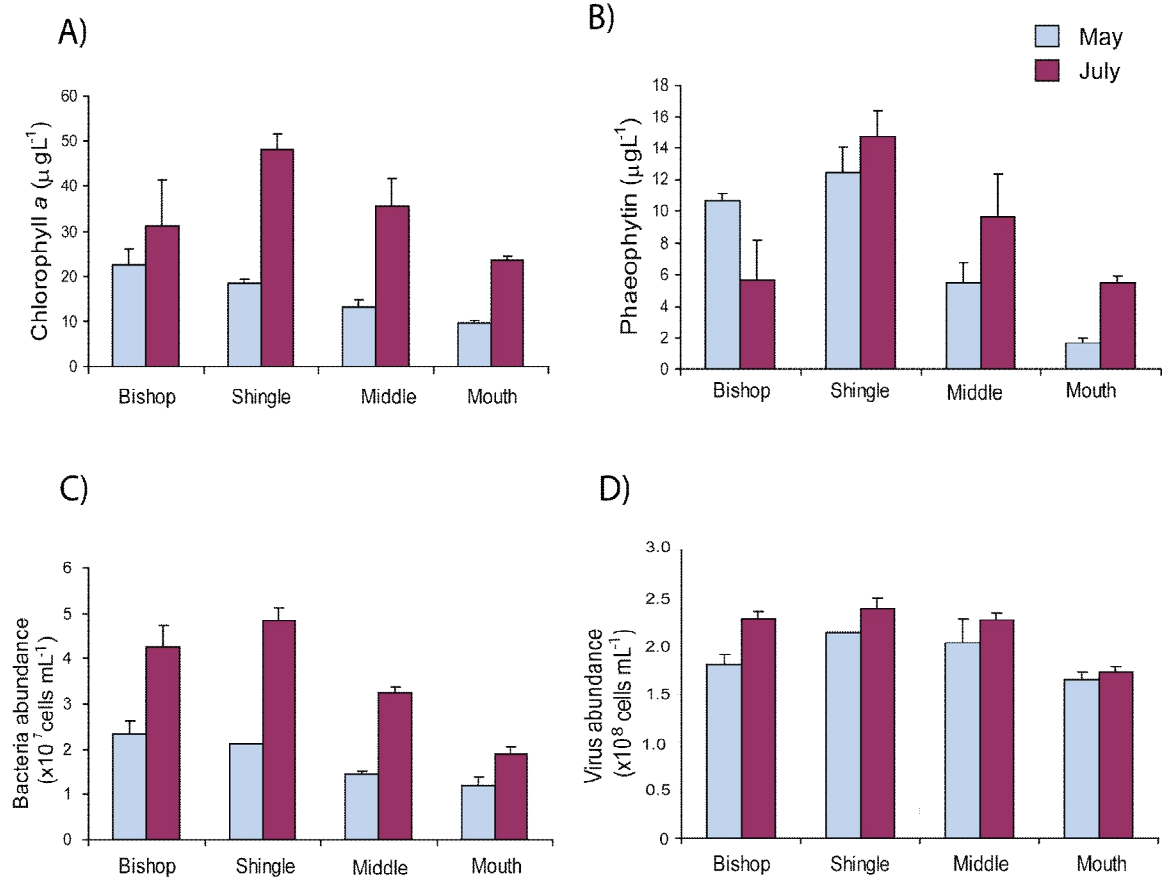 A)
Chlorophyll a (µgL-1)
60
50
40
30
20
10
0
Bishop Shingle Middle Mouth
B)
May
July
Phaeophytin (µgL-1)
18
16
14
12
10
8
6
4
2
0
Bishop Shingle Middle Mouth
C)
Bacteria abundance
(x10 7 cells mL-1)
6
5
4
3
2
1
0
Bishop Shingle Middle Mouth
D)
Virus abundance
(x10 8 cells mL-1)
3.0
2.5
2.0
1.5
1.0
0.5
0
Bishop Shingle Middle Mouth